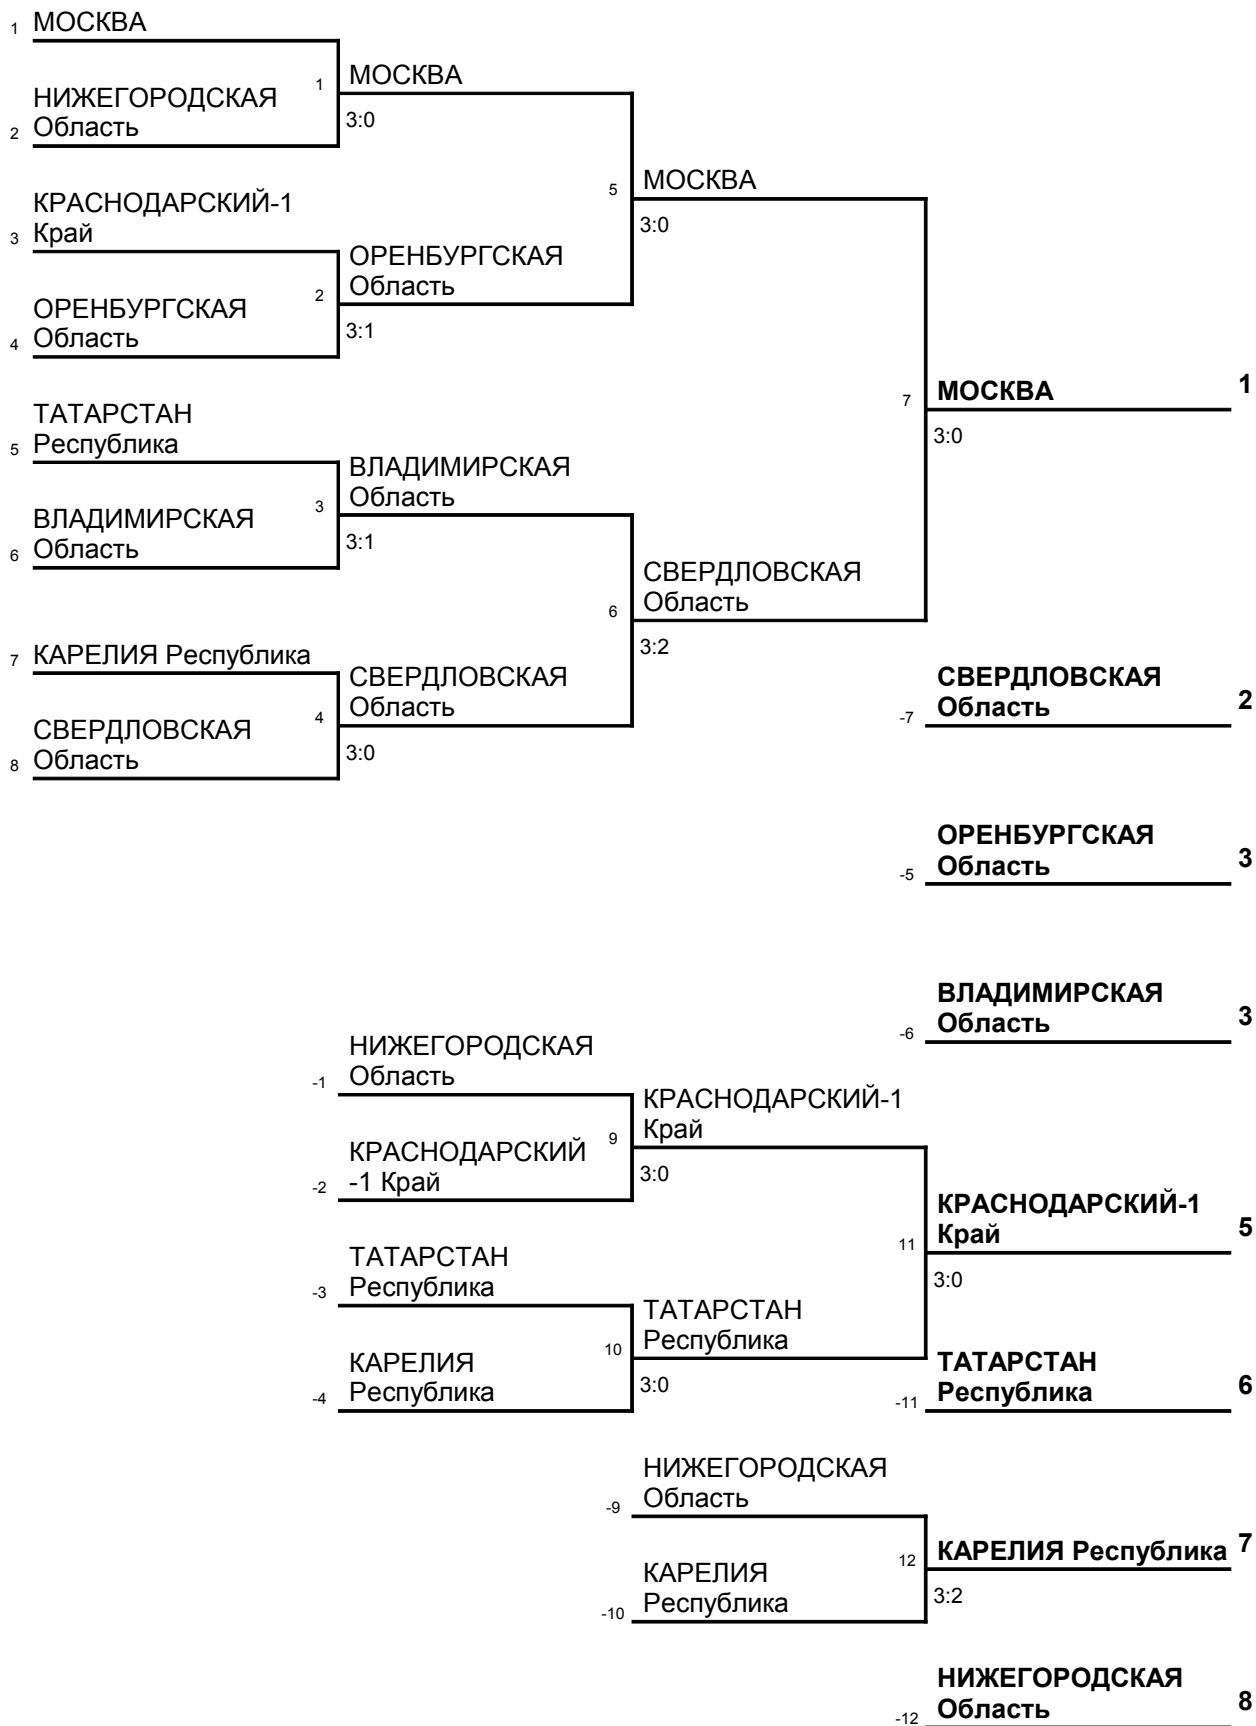 1 МОСКВА
1 МОСКВА
НИЖЕГОРОДСКАЯ
2 Область
3:0
5 МОСКВА
3:0
КРАСНОДАРСКИЙ-1
3 Край
ОРЕНБУРГСКАЯ
2 Область
3:1
ОРЕНБУРГСКАЯ
4 Область
7 МОСКВА 1
3:0
ТАТАРСТАН
5 Республика
ВЛАДИМИРСКАЯ
3 Область
3:1
ВЛАДИМИРСКАЯ
6 Область
СВЕРДЛОВСКАЯ
6 Область
3:2
7 КАРЕЛИЯ Республика
СВЕРДЛОВСКАЯ
4 Область
3:0
СВЕРДЛОВСКАЯ
8 Область
СВЕРДЛОВСКАЯ
-7 Область 2
ОРЕНБУРГСКАЯ
-5 Область 3
ВЛАДИМИРСКАЯ
-6 Область 3
НИЖЕГОРОДСКАЯ
-1 Область
КРАСНОДАРСКИЙ-1
9 Край
3:0
КРАСНОДАРСКИЙ
-2 -1 Край
КРАСНОДАРСКИЙ-1
11 Край 5
3:0
ТАТАРСТАН
-3 Республика
ТАТАРСТАН
10 Республика
3:0
КАРЕЛИЯ
-4 Республика
ТАТАРСТАН
-11 Республика 6
НИЖЕГОРОДСКАЯ
-9 Область
12 КАРЕЛИЯ Республика 7
3:2
КАРЕЛИЯ
-10 Республика
НИЖЕГОРОДСКАЯ
-12 Область 8